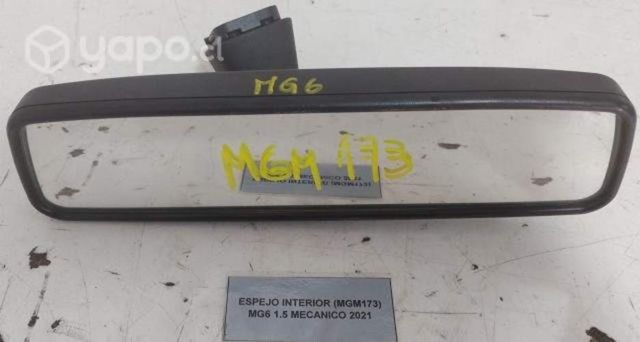 yapo.cl
MG6
MGM 173
ESPEJO INTERIOR (MGM173)
MG6 1.5 MECANICO 2021